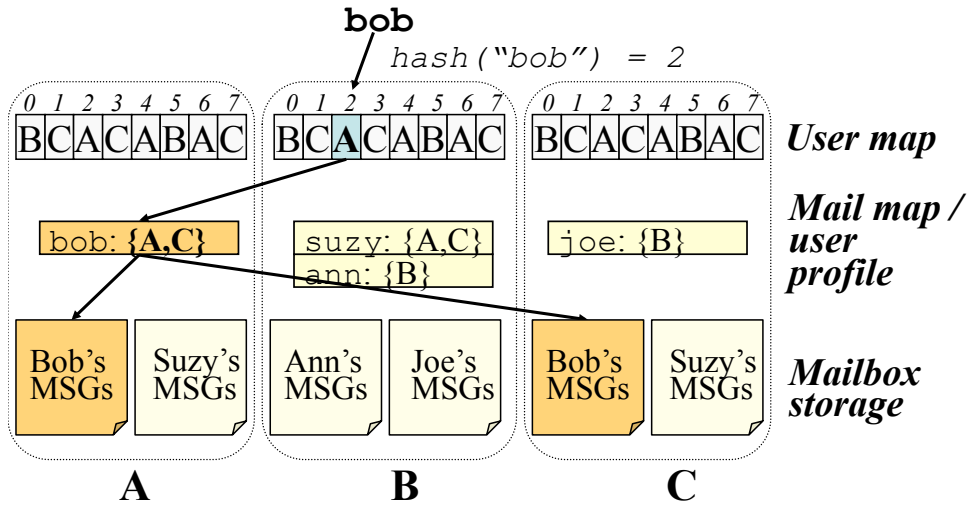 bob
hash(“bob”) = 2
0 1 2 3 4 5 6 7
0 1 2 3 4 5 6 7
0 1 2 3 4 5 6 7
B C A C A B A C
B C A C A B A C
B C A C A B A C
User map
bob: {A,C}
suzy: {A,C}
ann: {B}
joe: {B}
Mail map /
user
profile
Bob’s
MSGs
Suzy’s
MSGs
Ann’s
MSGs
Joe’s
MSGs
Bob’s
MSGs
Suzy’s
MSGs
Mailbox
storage
A
B
C